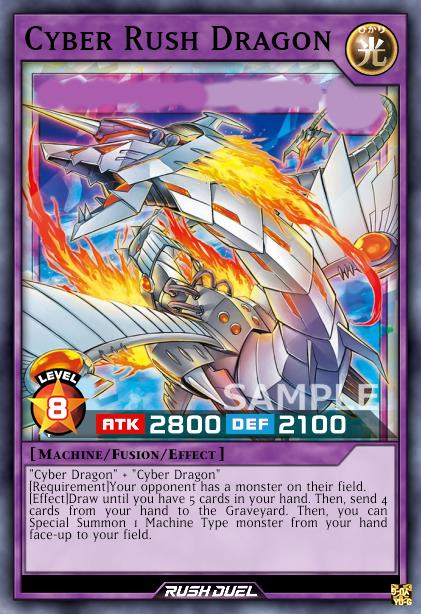 Cyber Rush Dragon
ひかり
光
SAMPLE
LEVEL
8
ATK 2800 DEF 2100
[Machine/Fusion/Effect]
"Cyber Dragon" + "Cyber Dragon"
[Requirement]Your opponent has a monster on their field.
[Effect]Draw until you have 5 cards in your hand. Then, send 4
cards from your hand to the Graveyard. Then, you can
Special Summon 1 Machine Type monster from your hand
face-up to your field.
RUSH DUEL